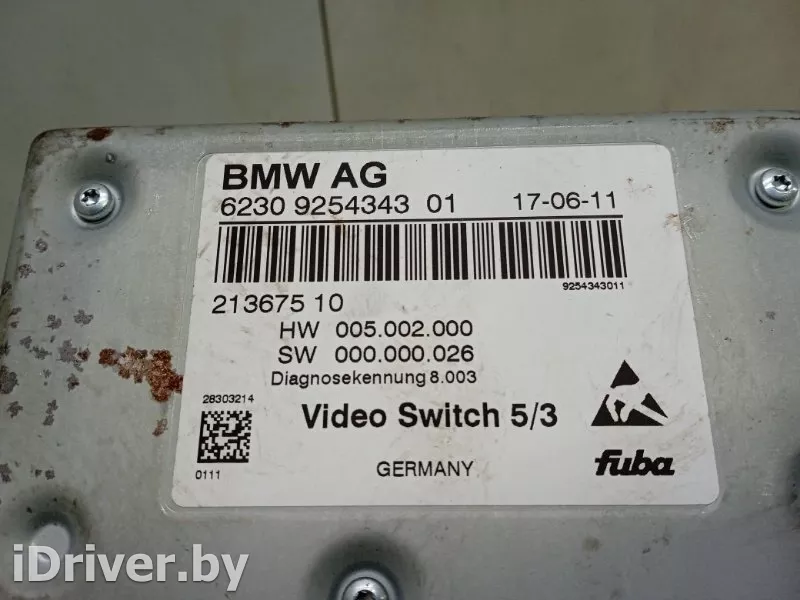 BMW AG
6230 9254343 01 17-06-11
9254343011
213675 10
HW 005.002.000
SW 000.000.026
Diagnosekennung 8.003
28303214
Video Switch 5/3
0111
GERMANY
fuba
iDriver.by